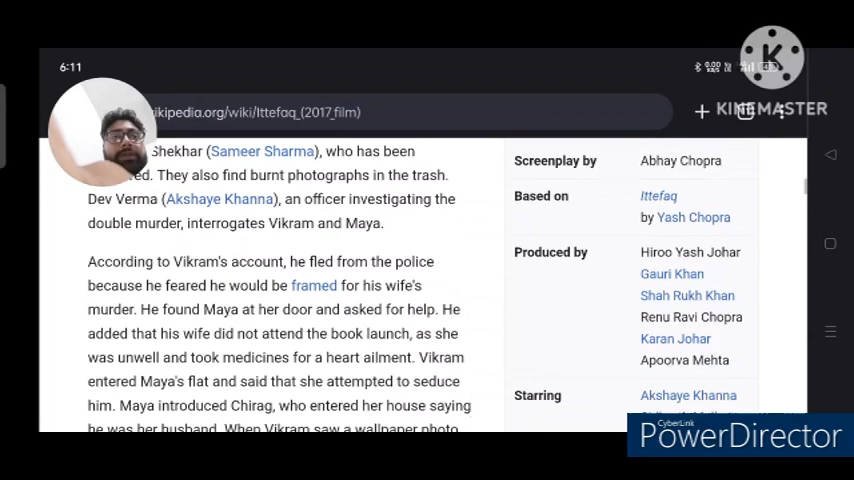 6:11
K
KINEMASTER
ikipedia.org/wiki/Ittefaq_(2017_film)
Shekhar (Sameer Sharma), who has been
ed. They also find burnt photographs in the trash.
Dev Verma (Akshaye Khanna), an officer investigating the
double murder, interrogates Vikram and Maya.
According to Vikram's account, he fled from the police
because he feared he would be framed for his wife's
murder. He found Maya at her door and asked for help. He
added that his wife did not attend the book launch, as she
was unwell and took medicines for a heart ailment. Vikram
entered Maya's flat and said that she attempted to seduce
him. Maya introduced Chirag, who entered her house saying
he was her husband. When Vikram saw a wallpaper photo
Screenplay by Abhay Chopra
Based on Ittefaq
by Yash Chopra
Produced by Hiroo Yash Johar
Gauri Khan
Shah Rukh Khan
Renu Ravi Chopra
Karan Johar
Apoorva Mehta
Starring Akshaye Khanna
CyberLink
PowerDirector